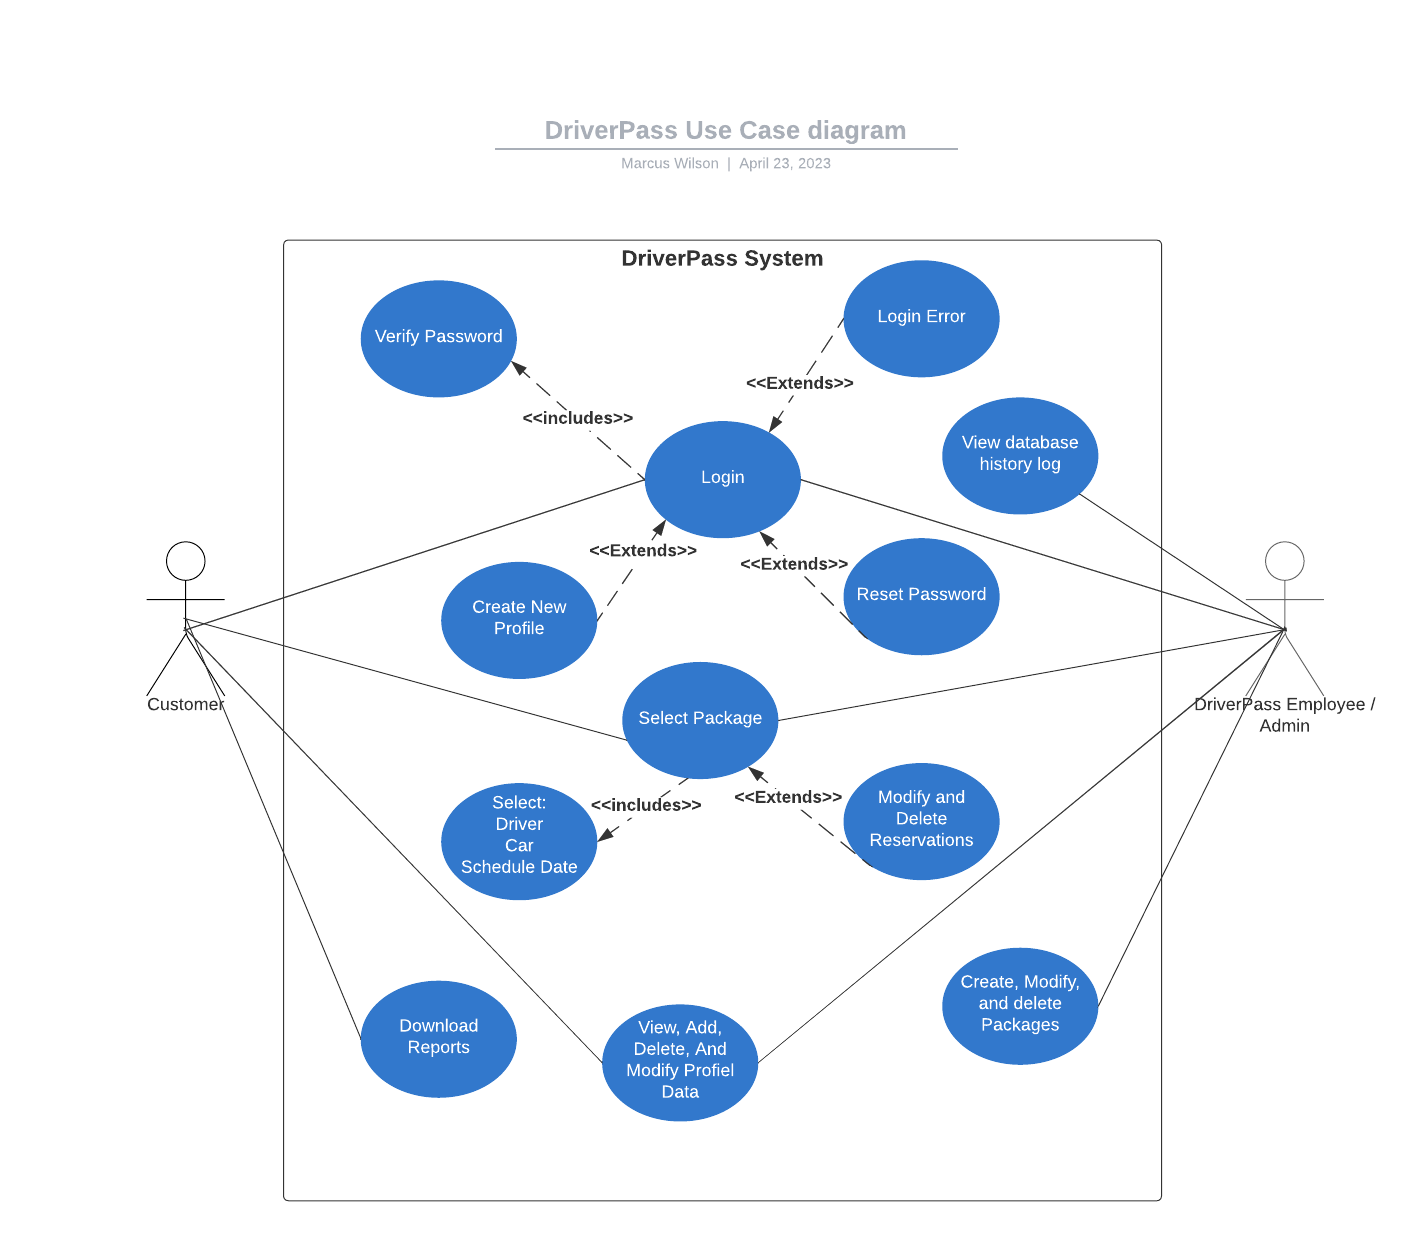 DriverPass Use Case diagram
Marcus Wilson | April 23, 2023
DriverPass System
Login Error
Verify Password
<<Extends>>
<<includes>>
View database
history log
Login
<<Extends>>
<<Extends>>
Reset Password
Create New
Profile
Customer
DriverPass Employee /
Admin
Select Package
<<includes>>
<<Extends>>
Select:
Driver
Car
Schedule Date
Modify and
Delete
Reservations
Create, Modify,
and delete
Packages
Download
Reports
View, Add,
Delete, And
Modify Profiel
Data